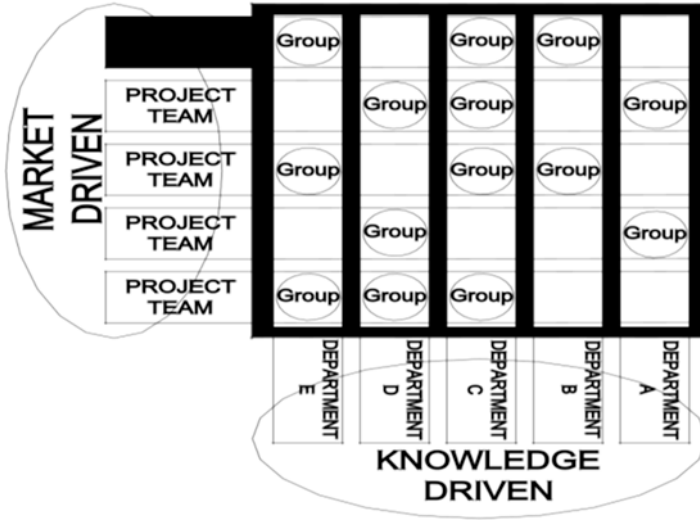 Group Group Group
PROJECT
TEAM
Group Group Group
PROJECT
TEAM
Group Group Group
PROJECT
TEAM
Group Group
PROJECT
TEAM
Group Group Group
MARKET
DRIVEN
DEPARTMENT
E
DEPARTMENT
D
DEPARTMENT
C
DEPARTMENT
B
DEPARTMENT
A
KNOWLEDGE
DRIVEN